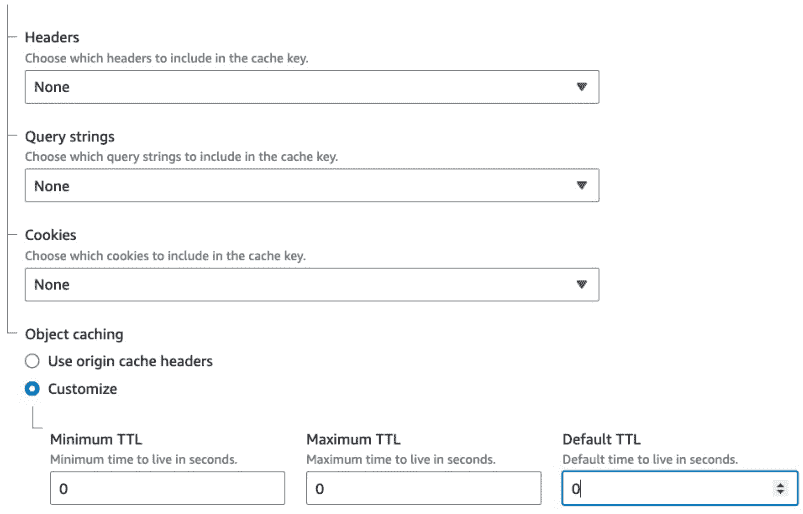 Headers
Choose which headers to include in the cache key.
None
Query strings
Choose which query strings to include in the cache key.
None
Cookies
Choose which cookies to include in the cache key.
None
Object caching
Use origin cache headers
Customize
Minimum TTL Maximum TTL Default TTL
Minimum time to live in seconds. Maximum time to live in seconds. Default time to live in seconds.
0 0 0